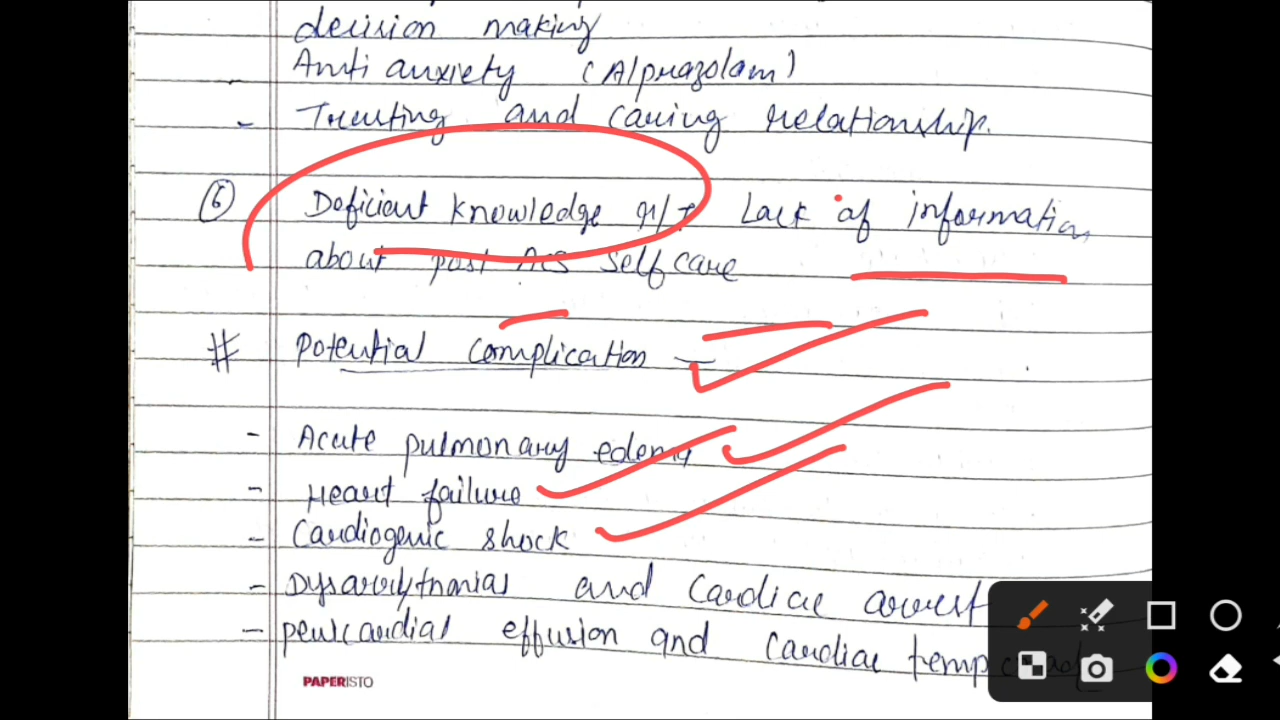 decision making
- Anti anxiety (Alprazolam)
- Trusting and caring relationship.
⑥ Deficient knowledge r/t Lack of information
about post ACS self care
# Potential complication –
- Acute pulmonary edema
- Heart failure
- Cardiogenic shock
- Dysarrythmias and cardiac arrest
- pericardial effusion and cardiac
PAPERISTO